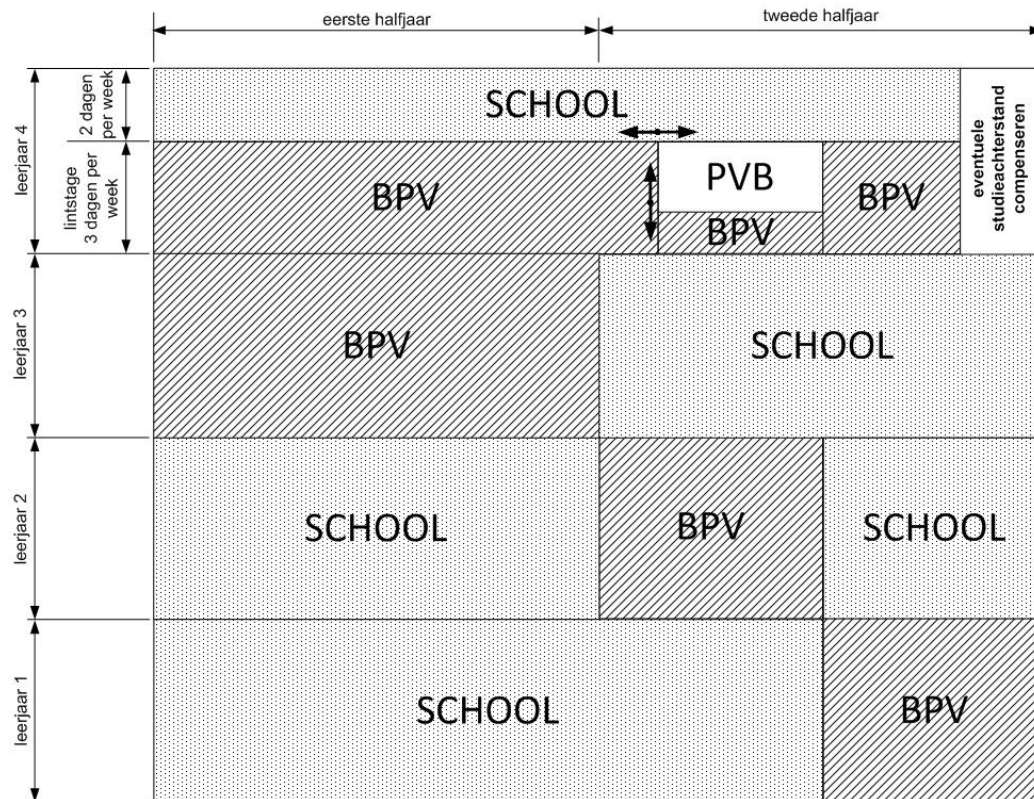 eerste halfjaar
tweede halfjaar
leerjaar 4
2 dagen
per week
SCHOOL
eventuele
studieachterstand
compenseren
lintstage
3 dagen per
week
BPV
PVB
BPV
BPV
leerjaar 3
BPV
SCHOOL
leerjaar 2
SCHOOL
BPV
SCHOOL
leerjaar 1
SCHOOL
BPV